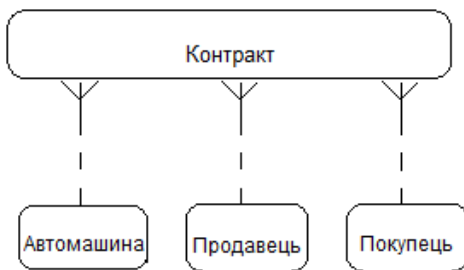 Контракт
Автомашина
Продавець
Покупець